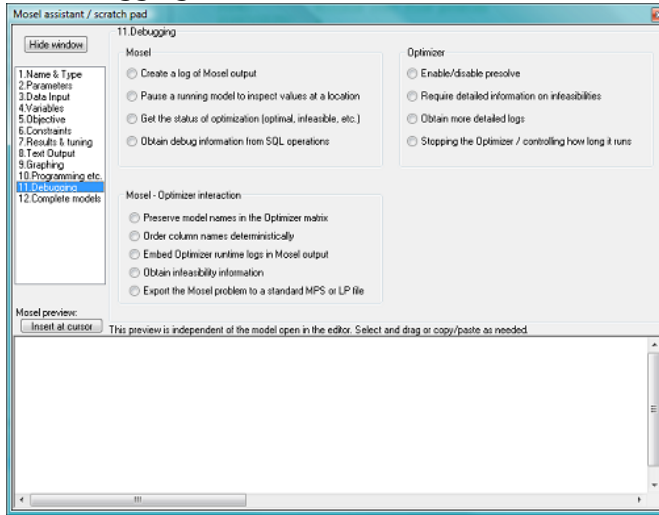 Mosel assistant / scratch pad
Hide window
1.Name & Type
2.Parameters
3.Data Input
4.Variables
5.Objective
6.Constraints
7.Results & tuning
8.Text Output
9.Graphing
10.Programming etc.
11.Debugging
12.Complete models
11.Debugging
Mosel
Create a log of Mosel output
Pause a running model to inspect values at a location
Get the status of optimization (optimal, infeasible, etc.)
Obtain debug information from SQL operations
Optimizer
Enable/disable presolve
Require detailed information on infeasibilities
Obtain more detailed logs
Stopping the Optimizer / controlling how long it runs
Mosel - Optimizer interaction
Preserve model names in the Optimizer matrix
Order column names deterministically
Embed Optimizer runtime logs in Mosel output
Obtain infeasibility information
Export the Mosel problem to a standard MPS or LP file
Mosel preview:
Insert at cursor
This preview is independent of the model open in the editor. Select and drag or copy/paste as needed.